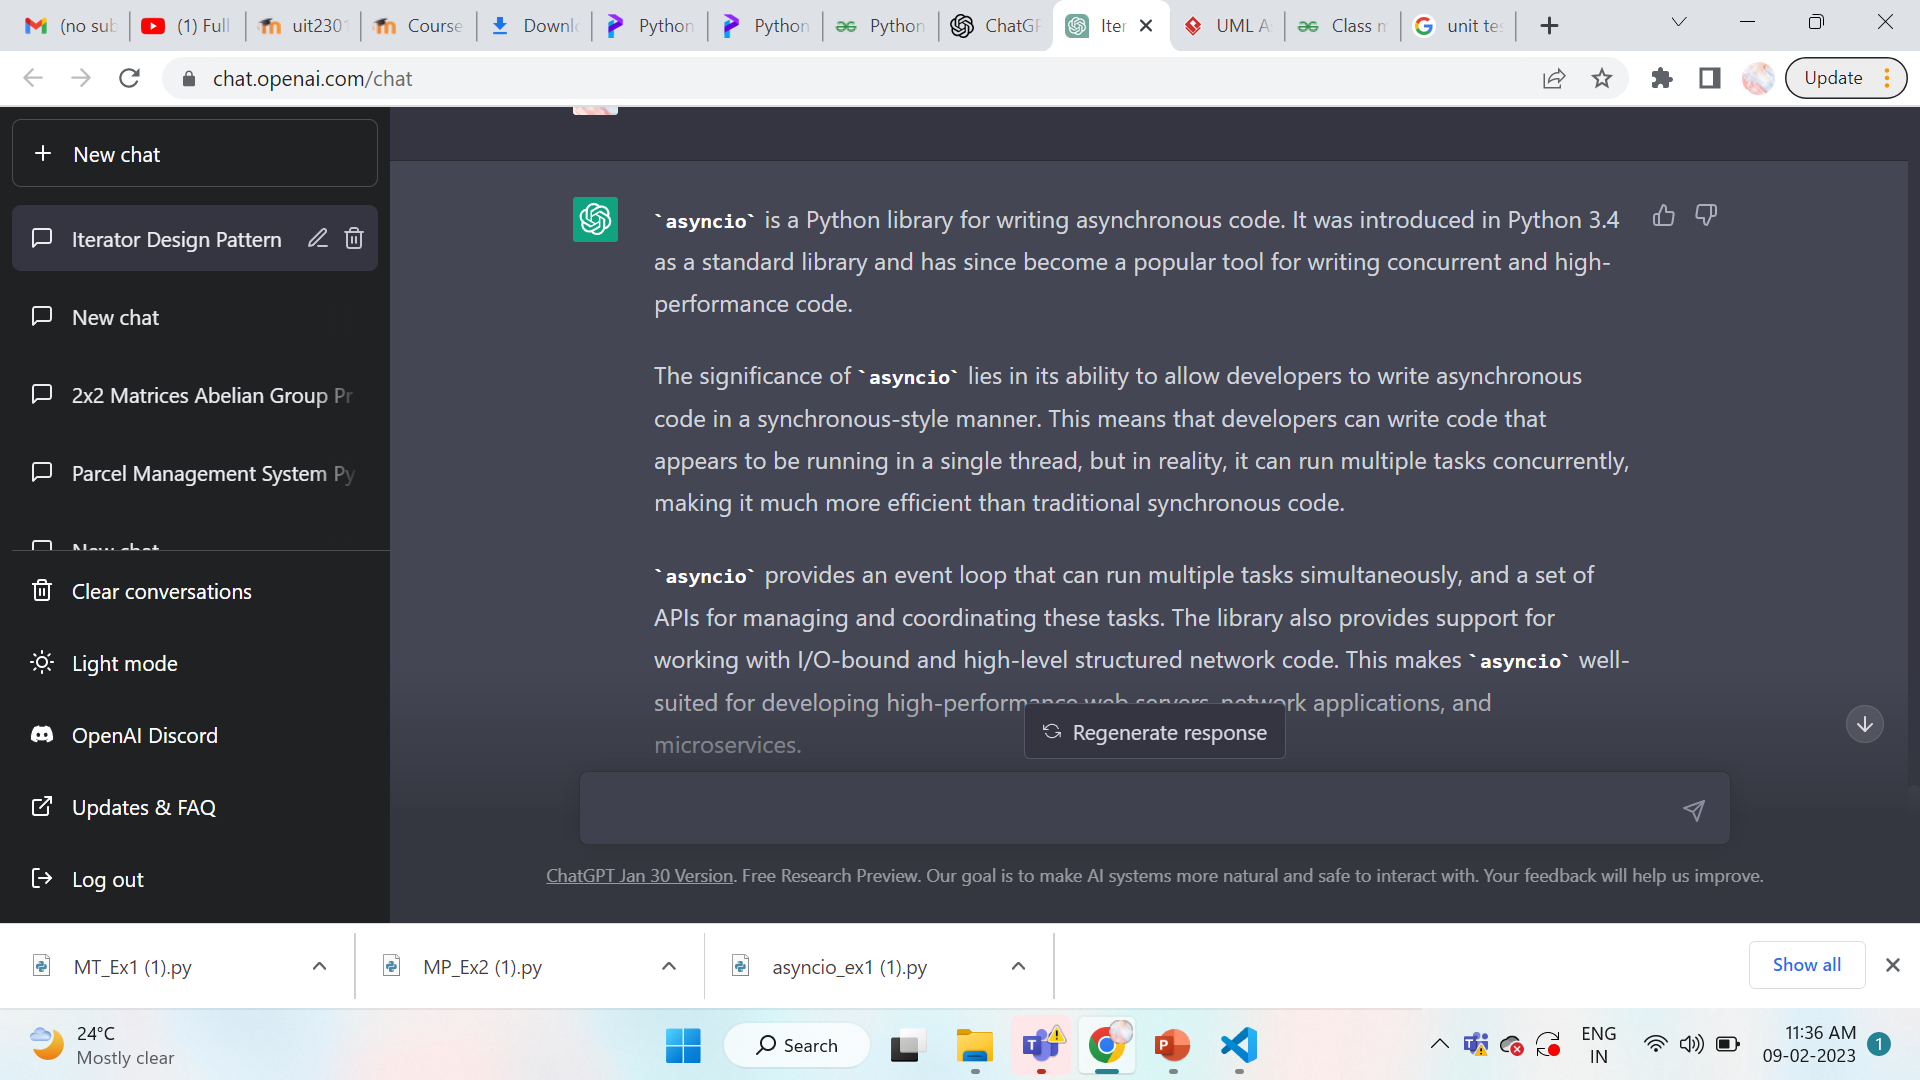 (no sub
(1) Full
uit2301
Course
Downl
Python
Python
Python
ChatGP
Iter
UML A
Class m
unit tes
chat.openai.com/chat
Update
New chat
Iterator Design Pattern
New chat
2x2 Matrices Abelian Group Pr
Parcel Management System Py
New chat
Clear conversations
Light mode
OpenAI Discord
Updates & FAQ
Log out
`asyncio` is a Python library for writing asynchronous code. It was introduced in Python 3.4
as a standard library and has since become a popular tool for writing concurrent and high-
performance code.
The significance of `asyncio` lies in its ability to allow developers to write asynchronous
code in a synchronous-style manner. This means that developers can write code that
appears to be running in a single thread, but in reality, it can run multiple tasks concurrently,
making it much more efficient than traditional synchronous code.
`asyncio` provides an event loop that can run multiple tasks simultaneously, and a set of
APIs for managing and coordinating these tasks. The library also provides support for
working with I/O-bound and high-level structured network code. This makes `asyncio` well-
suited for developing high-performance web servers, network applications, and
microservices.
Regenerate response
ChatGPT Jan 30 Version. Free Research Preview. Our goal is to make AI systems more natural and safe to interact with. Your feedback will help us improve.
MT_Ex1 (1).py
MP_Ex2 (1).py
asyncio_ex1 (1).py
Show all
24°C
Mostly clear
Search
ENG
IN
11:36 AM
09-02-2023
1